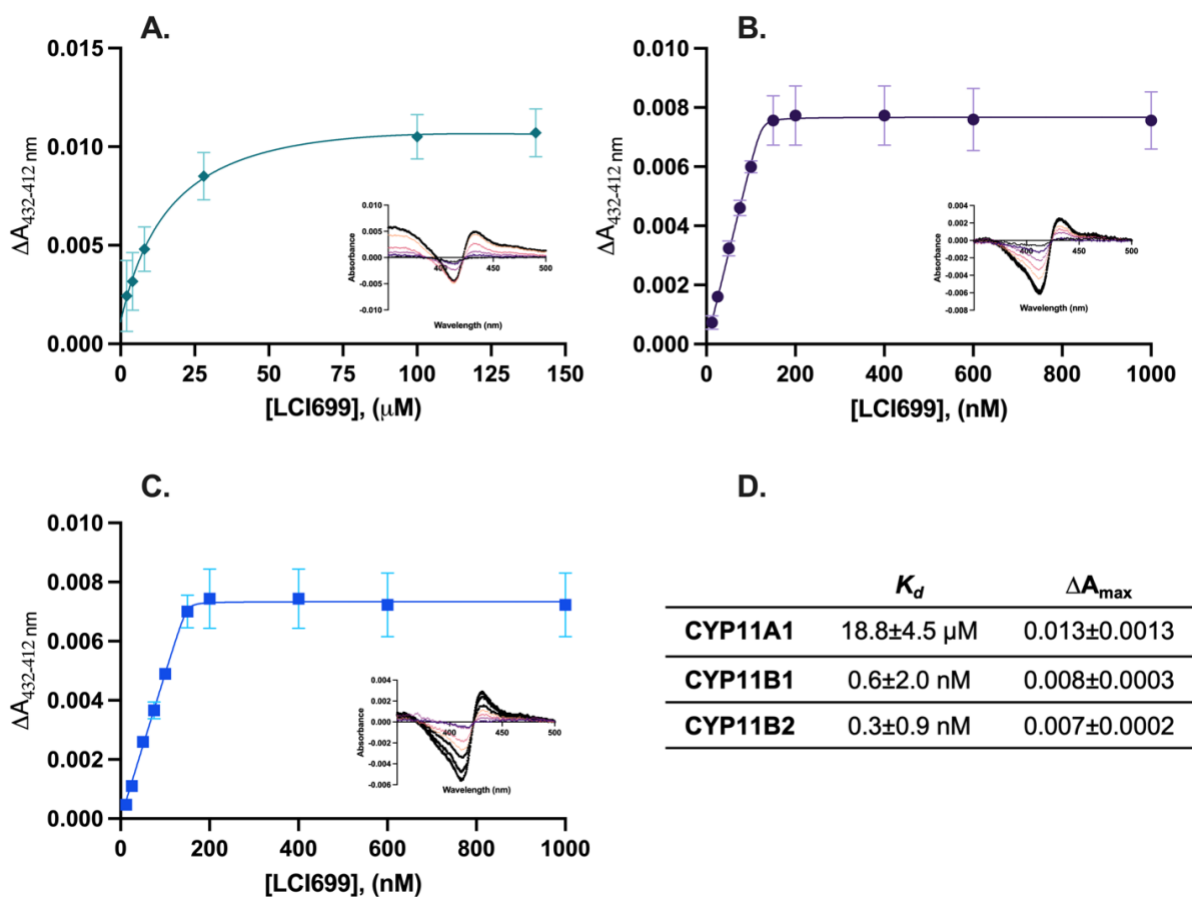 A.
0.015
0.010
0.005
0.000
ΔA432-412 nm
0 25 50 75 100 125 150
[LCI699], (μM)
0.010
0.005
0.000
-0.005
-0.010
Absorbance
400 450 500
Wavelength (nm)
B.
0.010
0.008
0.006
0.004
0.002
0.000
ΔA432-412 nm
0 200 400 600 800 1000
[LCI699], (nM)
0.004
0.002
0.000
-0.002
-0.004
-0.006
-0.008
Absorbance
400 450 500
Wavelength (nm)
C.
0.010
0.008
0.006
0.004
0.002
0.000
ΔA432-412 nm
0 200 400 600 800 1000
[LCI699], (nM)
0.004
0.002
0.000
-0.002
-0.004
-0.006
Absorbance
400 450 500
Wavelength (nm)
D.
Kd ΔAmax
CYP11A1 18.8±4.5 μM 0.013±0.0013
CYP11B1 0.6±2.0 nM 0.008±0.0003
CYP11B2 0.3±0.9 nM 0.007±0.0002